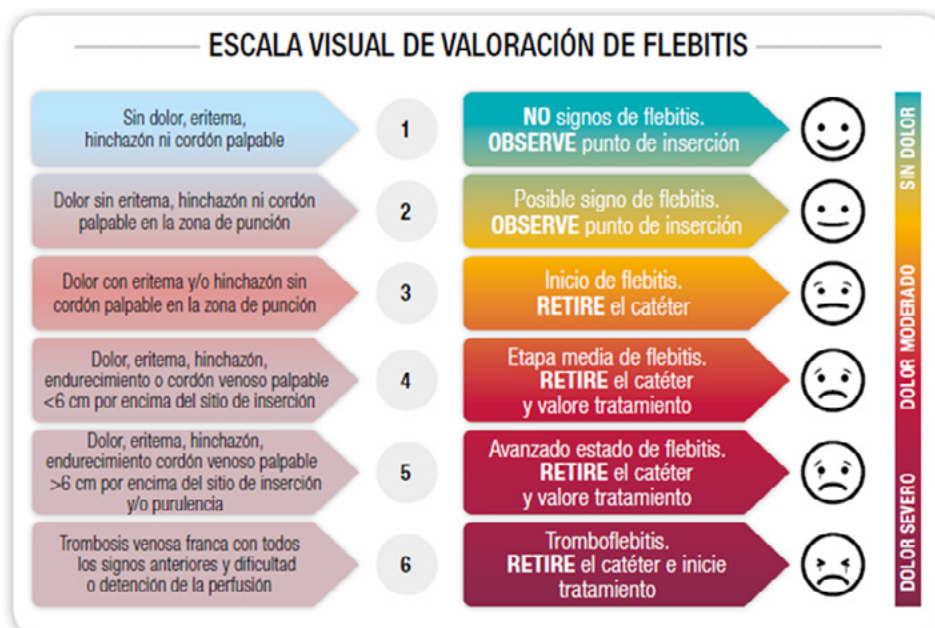 ESCALA VISUAL DE VALORACIÓN DE FLEBITIS
Sin dolor, eritema,
hinchazón ni cordón palpable
1
NO signos de flebitis.
OBSERVE punto de inserción
Dolor sin eritema, hinchazón ni cordón
palpable en la zona de punción
2
Posible signo de flebitis.
OBSERVE punto de inserción
Dolor con eritema y/o hinchazón sin
cordón palpable en la zona de punción
3
Inicio de flebitis.
RETIRE el catéter
Dolor, eritema, hinchazón,
endurecimiento o cordón venoso palpable
<6 cm por encima del sitio de inserción
4
Etapa media de flebitis.
RETIRE el catéter
y valore tratamiento
Dolor, eritema, hinchazón,
endurecimiento cordón venoso palpable
>6 cm por encima del sitio de inserción
y/o purulencia
5
Avanzado estado de flebitis.
RETIRE el catéter
y valore tratamiento
Trombosis venosa franca con todos
los signos anteriores y dificultad
o detención de la perfusión
6
Tromboflebitis.
RETIRE el catéter e inicie
tratamiento
SIN DOLOR
DOLOR MODERADO
DOLOR SEVERO